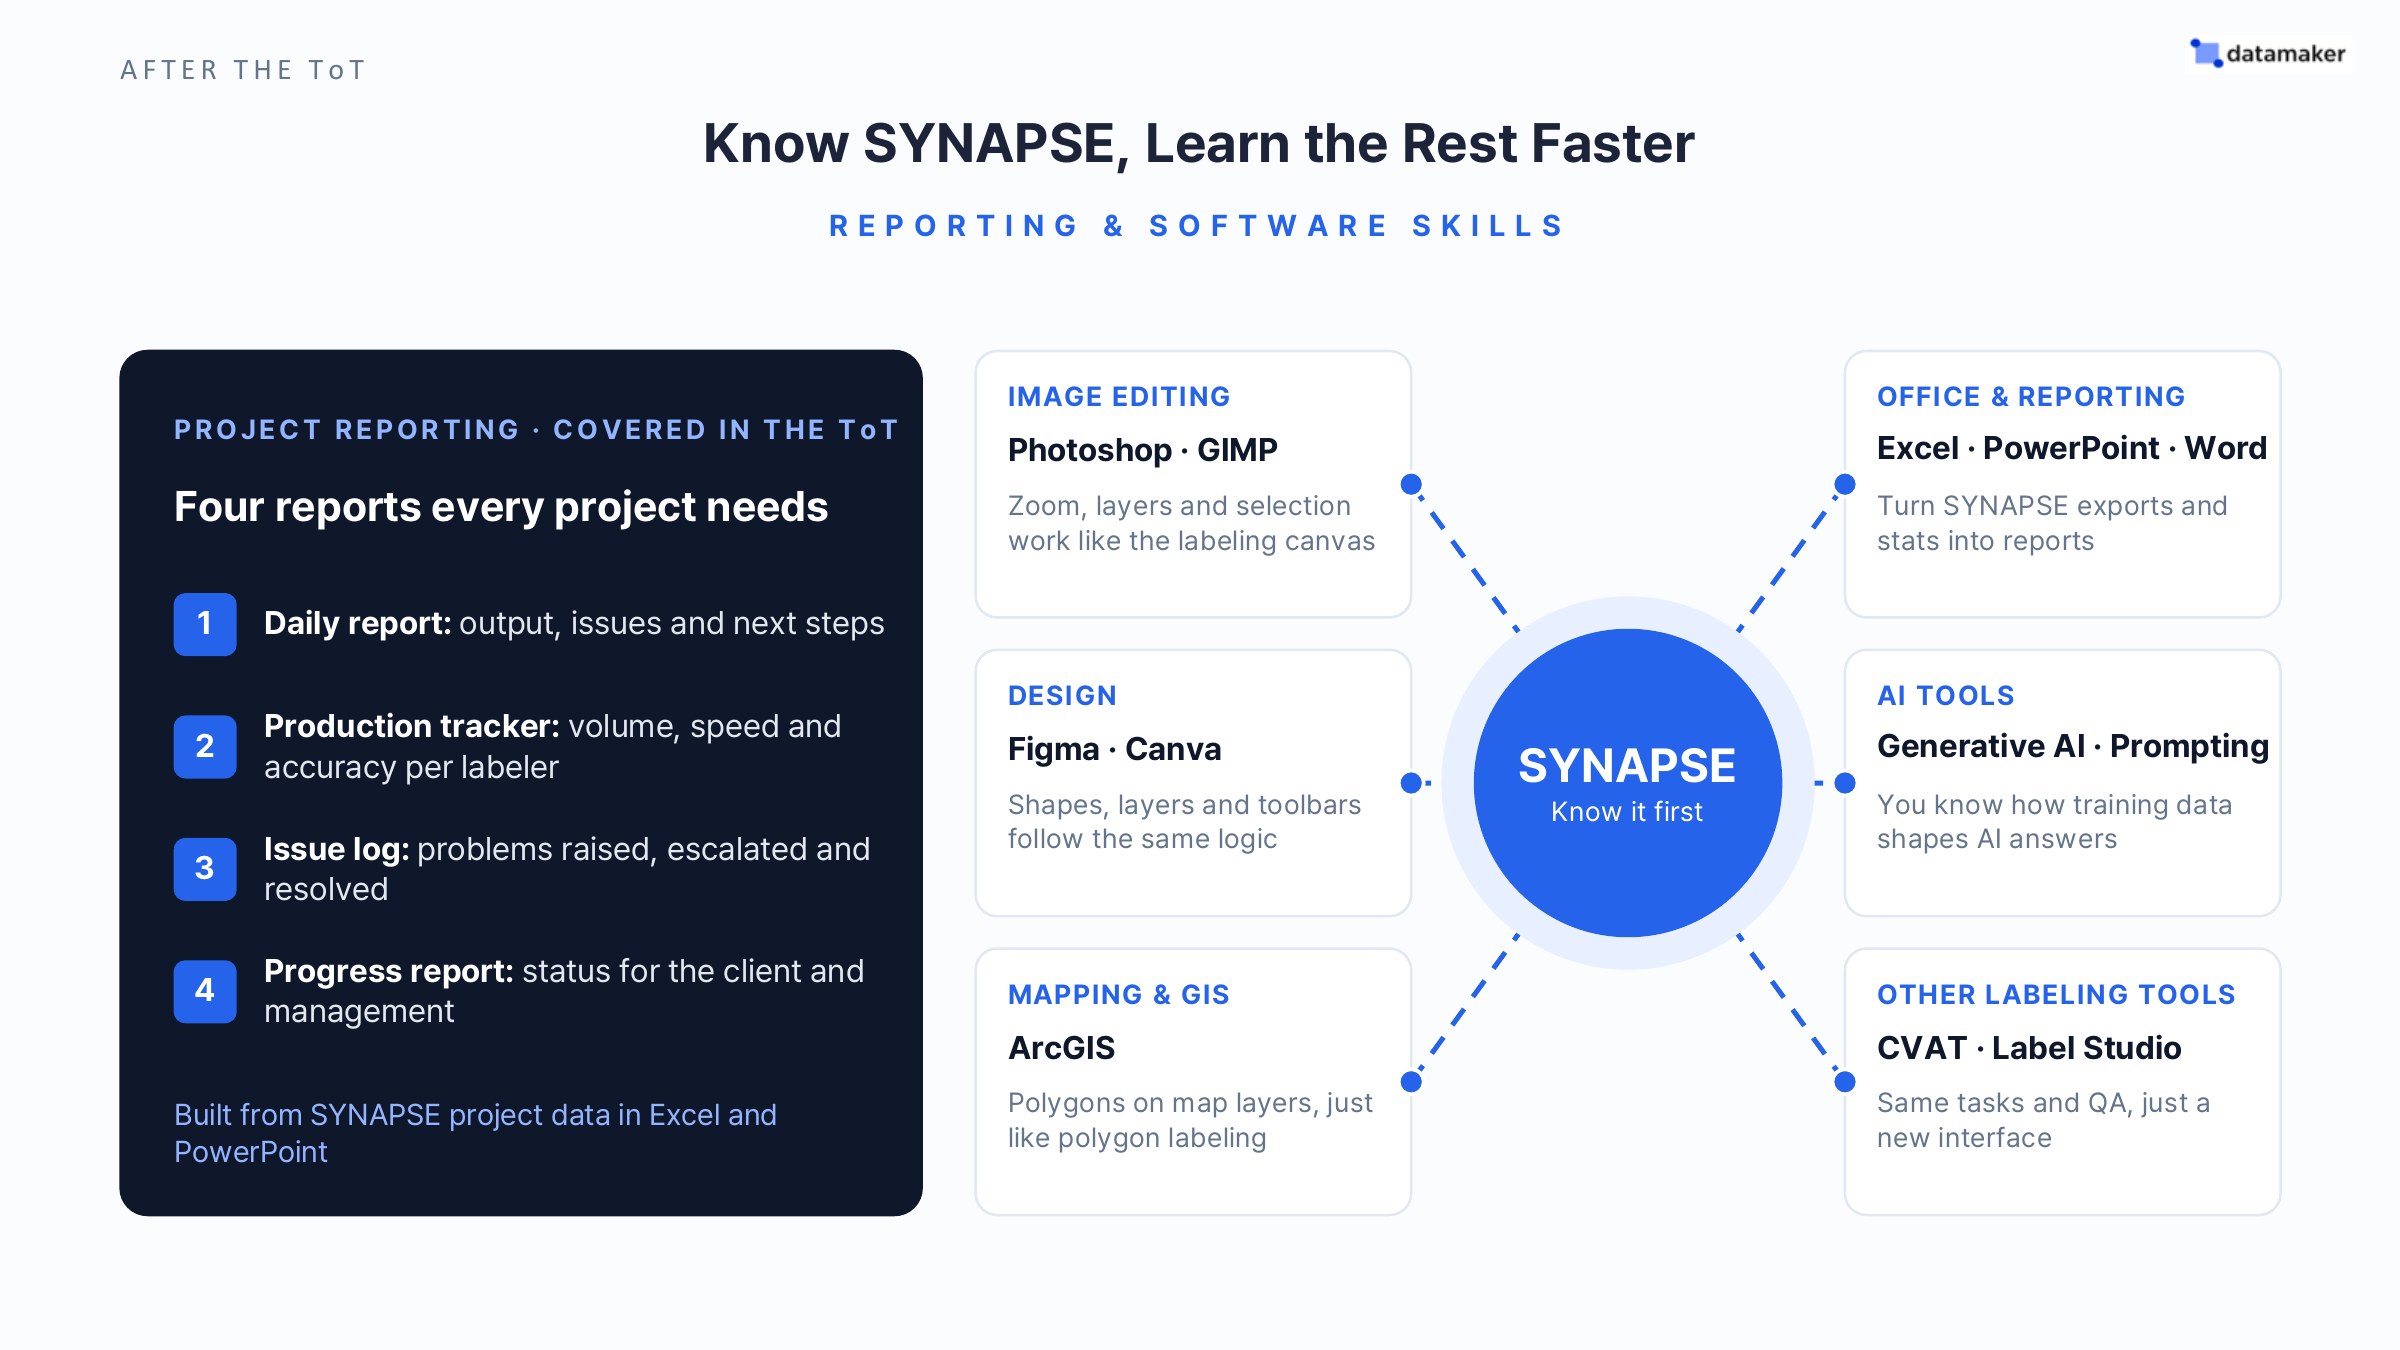 AFTER THE ToT
datamaker
Know SYNAPSE, Learn the Rest Faster
REPORTING & SOFTWARE SKILLS
PROJECT REPORTING · COVERED IN THE ToT
Four reports every project needs
1
Daily report: output, issues and next steps
2
Production tracker: volume, speed and
accuracy per labeler
3
Issue log: problems raised, escalated and
resolved
4
Progress report: status for the client and
management
Built from SYNAPSE project data in Excel and
PowerPoint
IMAGE EDITING
Photoshop · GIMP
Zoom, layers and selection
work like the labeling canvas
DESIGN
Figma · Canva
Shapes, layers and toolbars
follow the same logic
MAPPING & GIS
ArcGIS
Polygons on map layers, just
like polygon labeling
SYNAPSE
Know it first
OFFICE & REPORTING
Excel · PowerPoint · Word
Turn SYNAPSE exports and
stats into reports
AI TOOLS
Generative AI · Prompting
You know how training data
shapes AI answers
OTHER LABELING TOOLS
CVAT · Label Studio
Same tasks and QA, just a
new interface